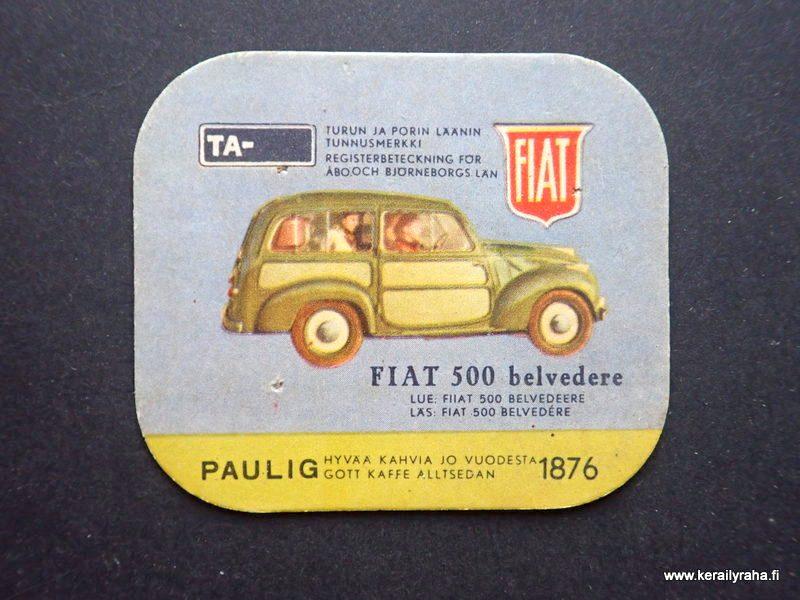 TA-
TURUN JA PORIN LÄÄNIN
TUNNUSMERKKI
REGISTERBETECKNING FÖR
ÅBO.OCH BJÖRNEBORGS LÄN
FIAT
FIAT 500 belvedere
LUE: FIIAT 500 BELVEDEERE
LÄS: FIAT 500 BELVEDÉRE
PAULIG
HYVÄÄ KAHVIA JO VUODESTA
GOTT KAFFE ALLTSEDAN
1876
www.kerailyraha.fi